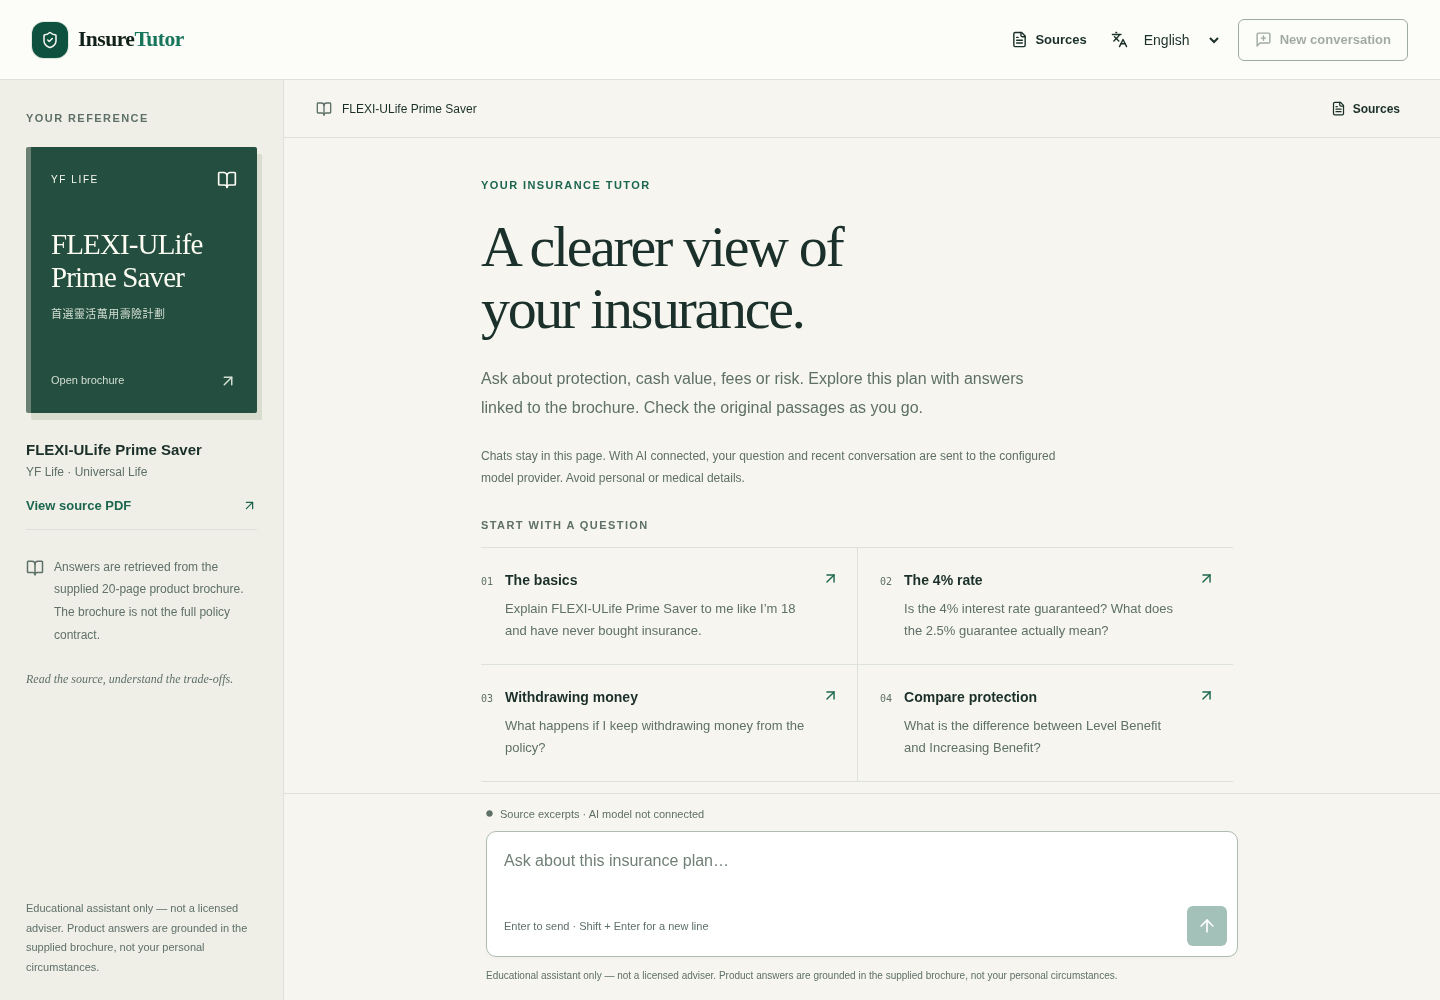 InsureTutor
Sources
English
New conversation
YOUR REFERENCE
YF LIFE
FLEXI-ULife
Prime Saver
首選靈活萬用壽險計劃
Open brochure
FLEXI-ULife Prime Saver
YF Life · Universal Life
View source PDF
Answers are retrieved from the
supplied 20-page product brochure.
The brochure is not the full policy
contract.
Read the source, understand the trade-offs.
Educational assistant only — not a licensed
adviser. Product answers are grounded in the
supplied brochure, not your personal
circumstances.
FLEXI-ULife Prime Saver
Sources
YOUR INSURANCE TUTOR
A clearer view of
your insurance.
Ask about protection, cash value, fees or risk. Explore this plan with answers
linked to the brochure. Check the original passages as you go.
Chats stay in this page. With AI connected, your question and recent conversation are sent to the configured
model provider. Avoid personal or medical details.
START WITH A QUESTION
01 The basics
Explain FLEXI-ULife Prime Saver to me like I’m 18
and have never bought insurance.
02 The 4% rate
Is the 4% interest rate guaranteed? What does
the 2.5% guarantee actually mean?
03 Withdrawing money
What happens if I keep withdrawing money from the
policy?
04 Compare protection
What is the difference between Level Benefit
and Increasing Benefit?
Source excerpts · AI model not connected
Ask about this insurance plan…
Enter to send · Shift + Enter for a new line
Educational assistant only — not a licensed adviser. Product answers are grounded in the supplied brochure, not your personal circumstances.